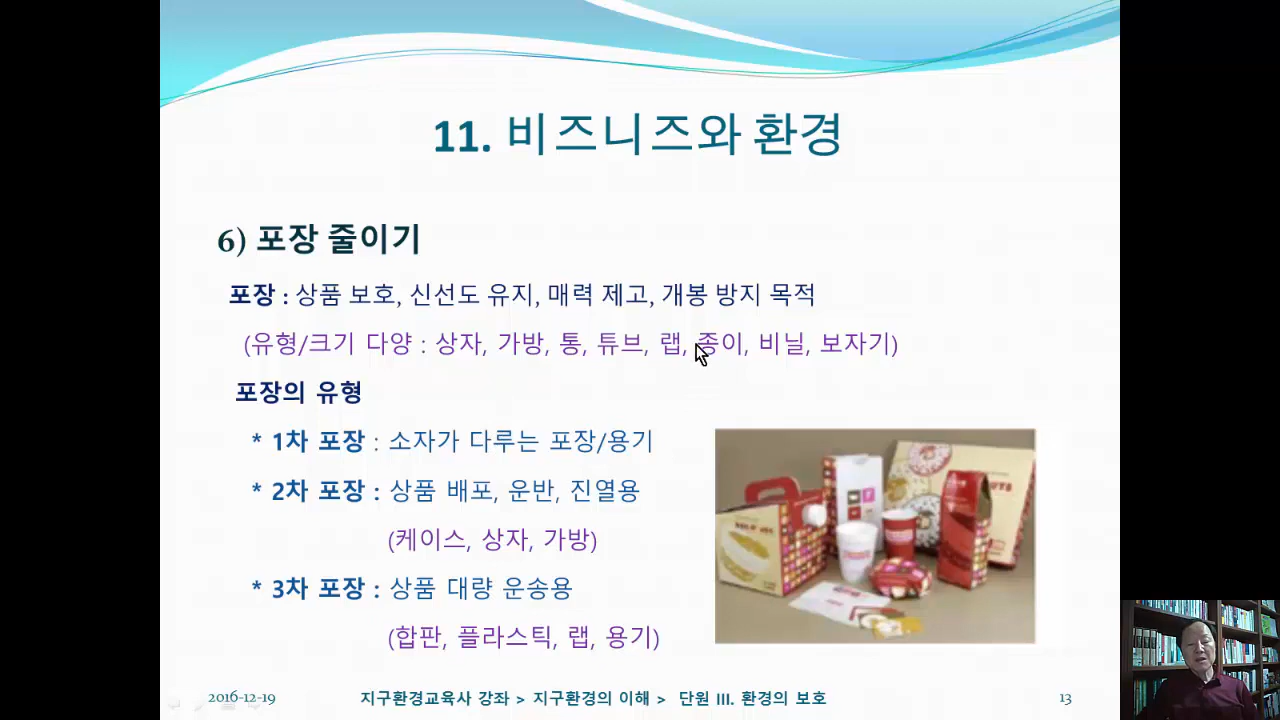 11. 비즈니즈와 환경
6) 포장 줄이기
포장 : 상품 보호, 신선도 유지, 매력 제고, 개봉 방지 목적
(유형/크기 다양 : 상자, 가방, 통, 튜브, 랩, 종이, 비닐, 보자기)
포장의 유형
* 1차 포장 : 소자가 다루는 포장/용기
* 2차 포장 : 상품 배포, 운반, 진열용
(케이스, 상자, 가방)
* 3차 포장 : 상품 대량 운송용
(합판, 플라스틱, 랩, 용기)
2016-12-19
지구환경교육사 강좌 > 지구환경의 이해 > 단원 III. 환경의 보호
13